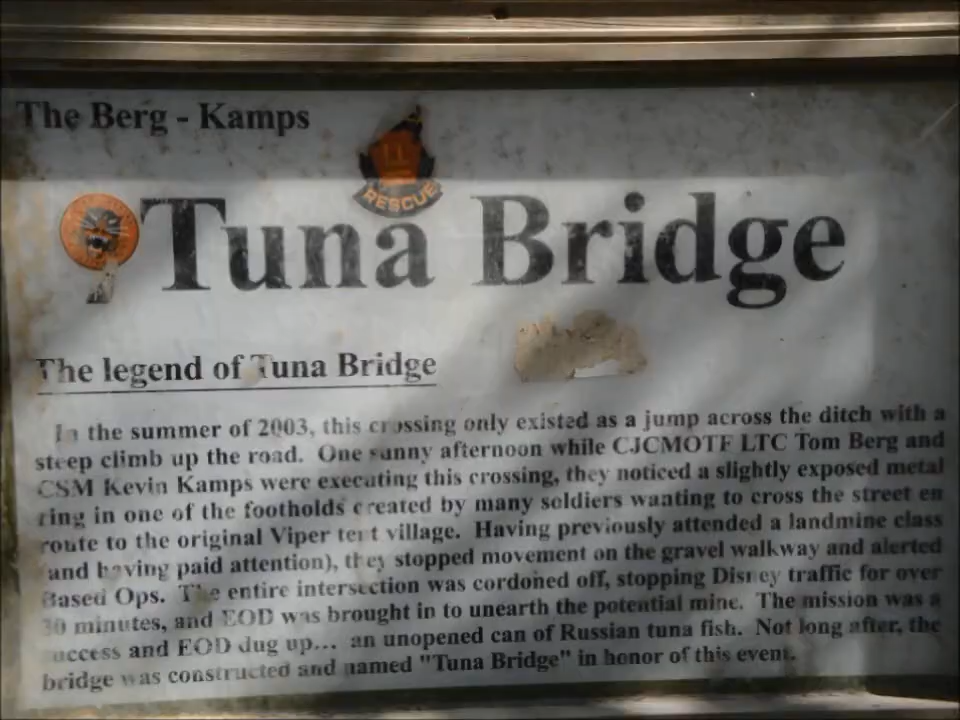 The Berg - Kamps
11
RESCUE
Tuna Bridge
The legend of Tuna Bridge
In the summer of 2003, this crossing only existed as a jump across the ditch with a
steep climb up the road. One sunny afternoon while CJCMOTF LTC Tom Berg and
CSM Kevin Kamps were executing this crossing, they noticed a slightly exposed metal
ring in one of the footholds created by many soldiers wanting to cross the street en
route to the original Viper tent village. Having previously attended a landmine class
and having paid attention), they stopped movement on the gravel walkway and alerted
Based Ops. The entire intersection was cordoned off, stopping Disney traffic for over
30 minutes, and EOD was brought in to unearth the potential mine. The mission was a
success and EOD dug up... an unopened can of Russian tuna fish. Not long after, the
bridge was constructed and named "Tuna Bridge" in honor of this event.